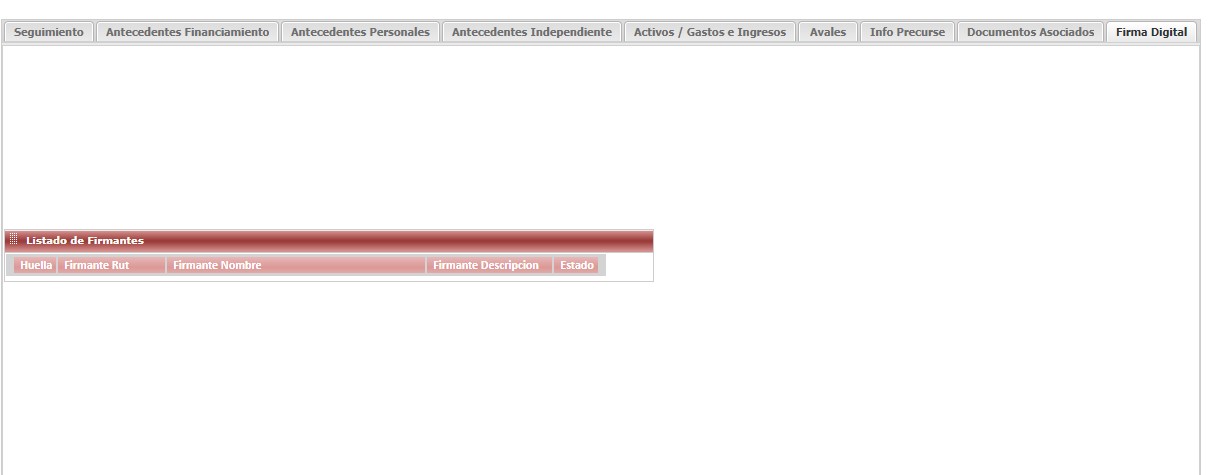 Seguimiento Antecedentes Financiamiento Antecedentes Personales Antecedentes Independiente Activos / Gastos e Ingresos Avales Info Precurse Documentos Asociados Firma Digital
Listado de Firmantes
Huella Firmante Rut Firmante Nombre Firmante Descripcion Estado